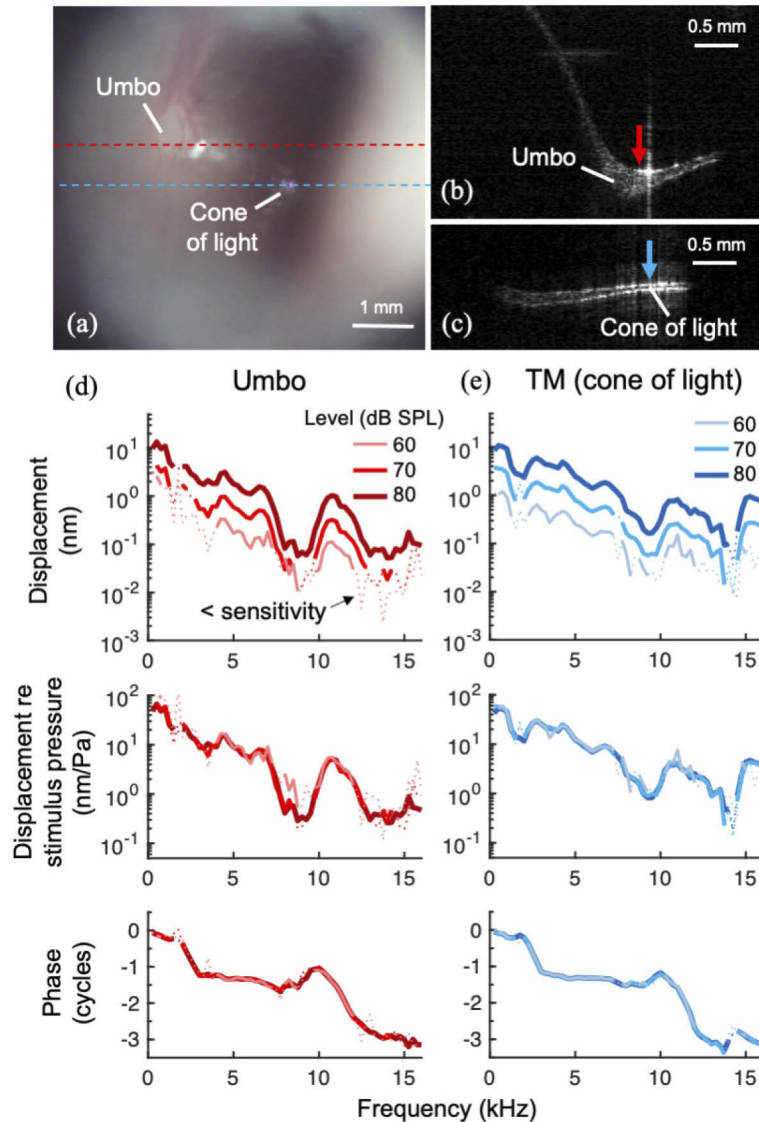 Umbo
Cone
of light
(a)
1 mm
0.5 mm
Umbo
(b)
0.5 mm
Cone of light
(c)
(d)
Umbo
(e)
TM (cone of light)
Level (dB SPL)
60
70
80
60
70
80
Displacement
(nm)
10^1
10^0
10^-1
10^-2
10^-3
< sensitivity
0
5
10
15
10^1
10^0
10^-1
10^-2
10^-3
0
5
10
15
Displacement re
stimulus pressure
(nm/Pa)
10^2
10^1
10^0
10^-1
0
5
10
15
10^2
10^1
10^0
10^-1
0
5
10
15
Phase
(cycles)
0
-1
-2
-3
0
5
10
15
0
-1
-2
-3
0
5
10
15
Frequency (kHz)